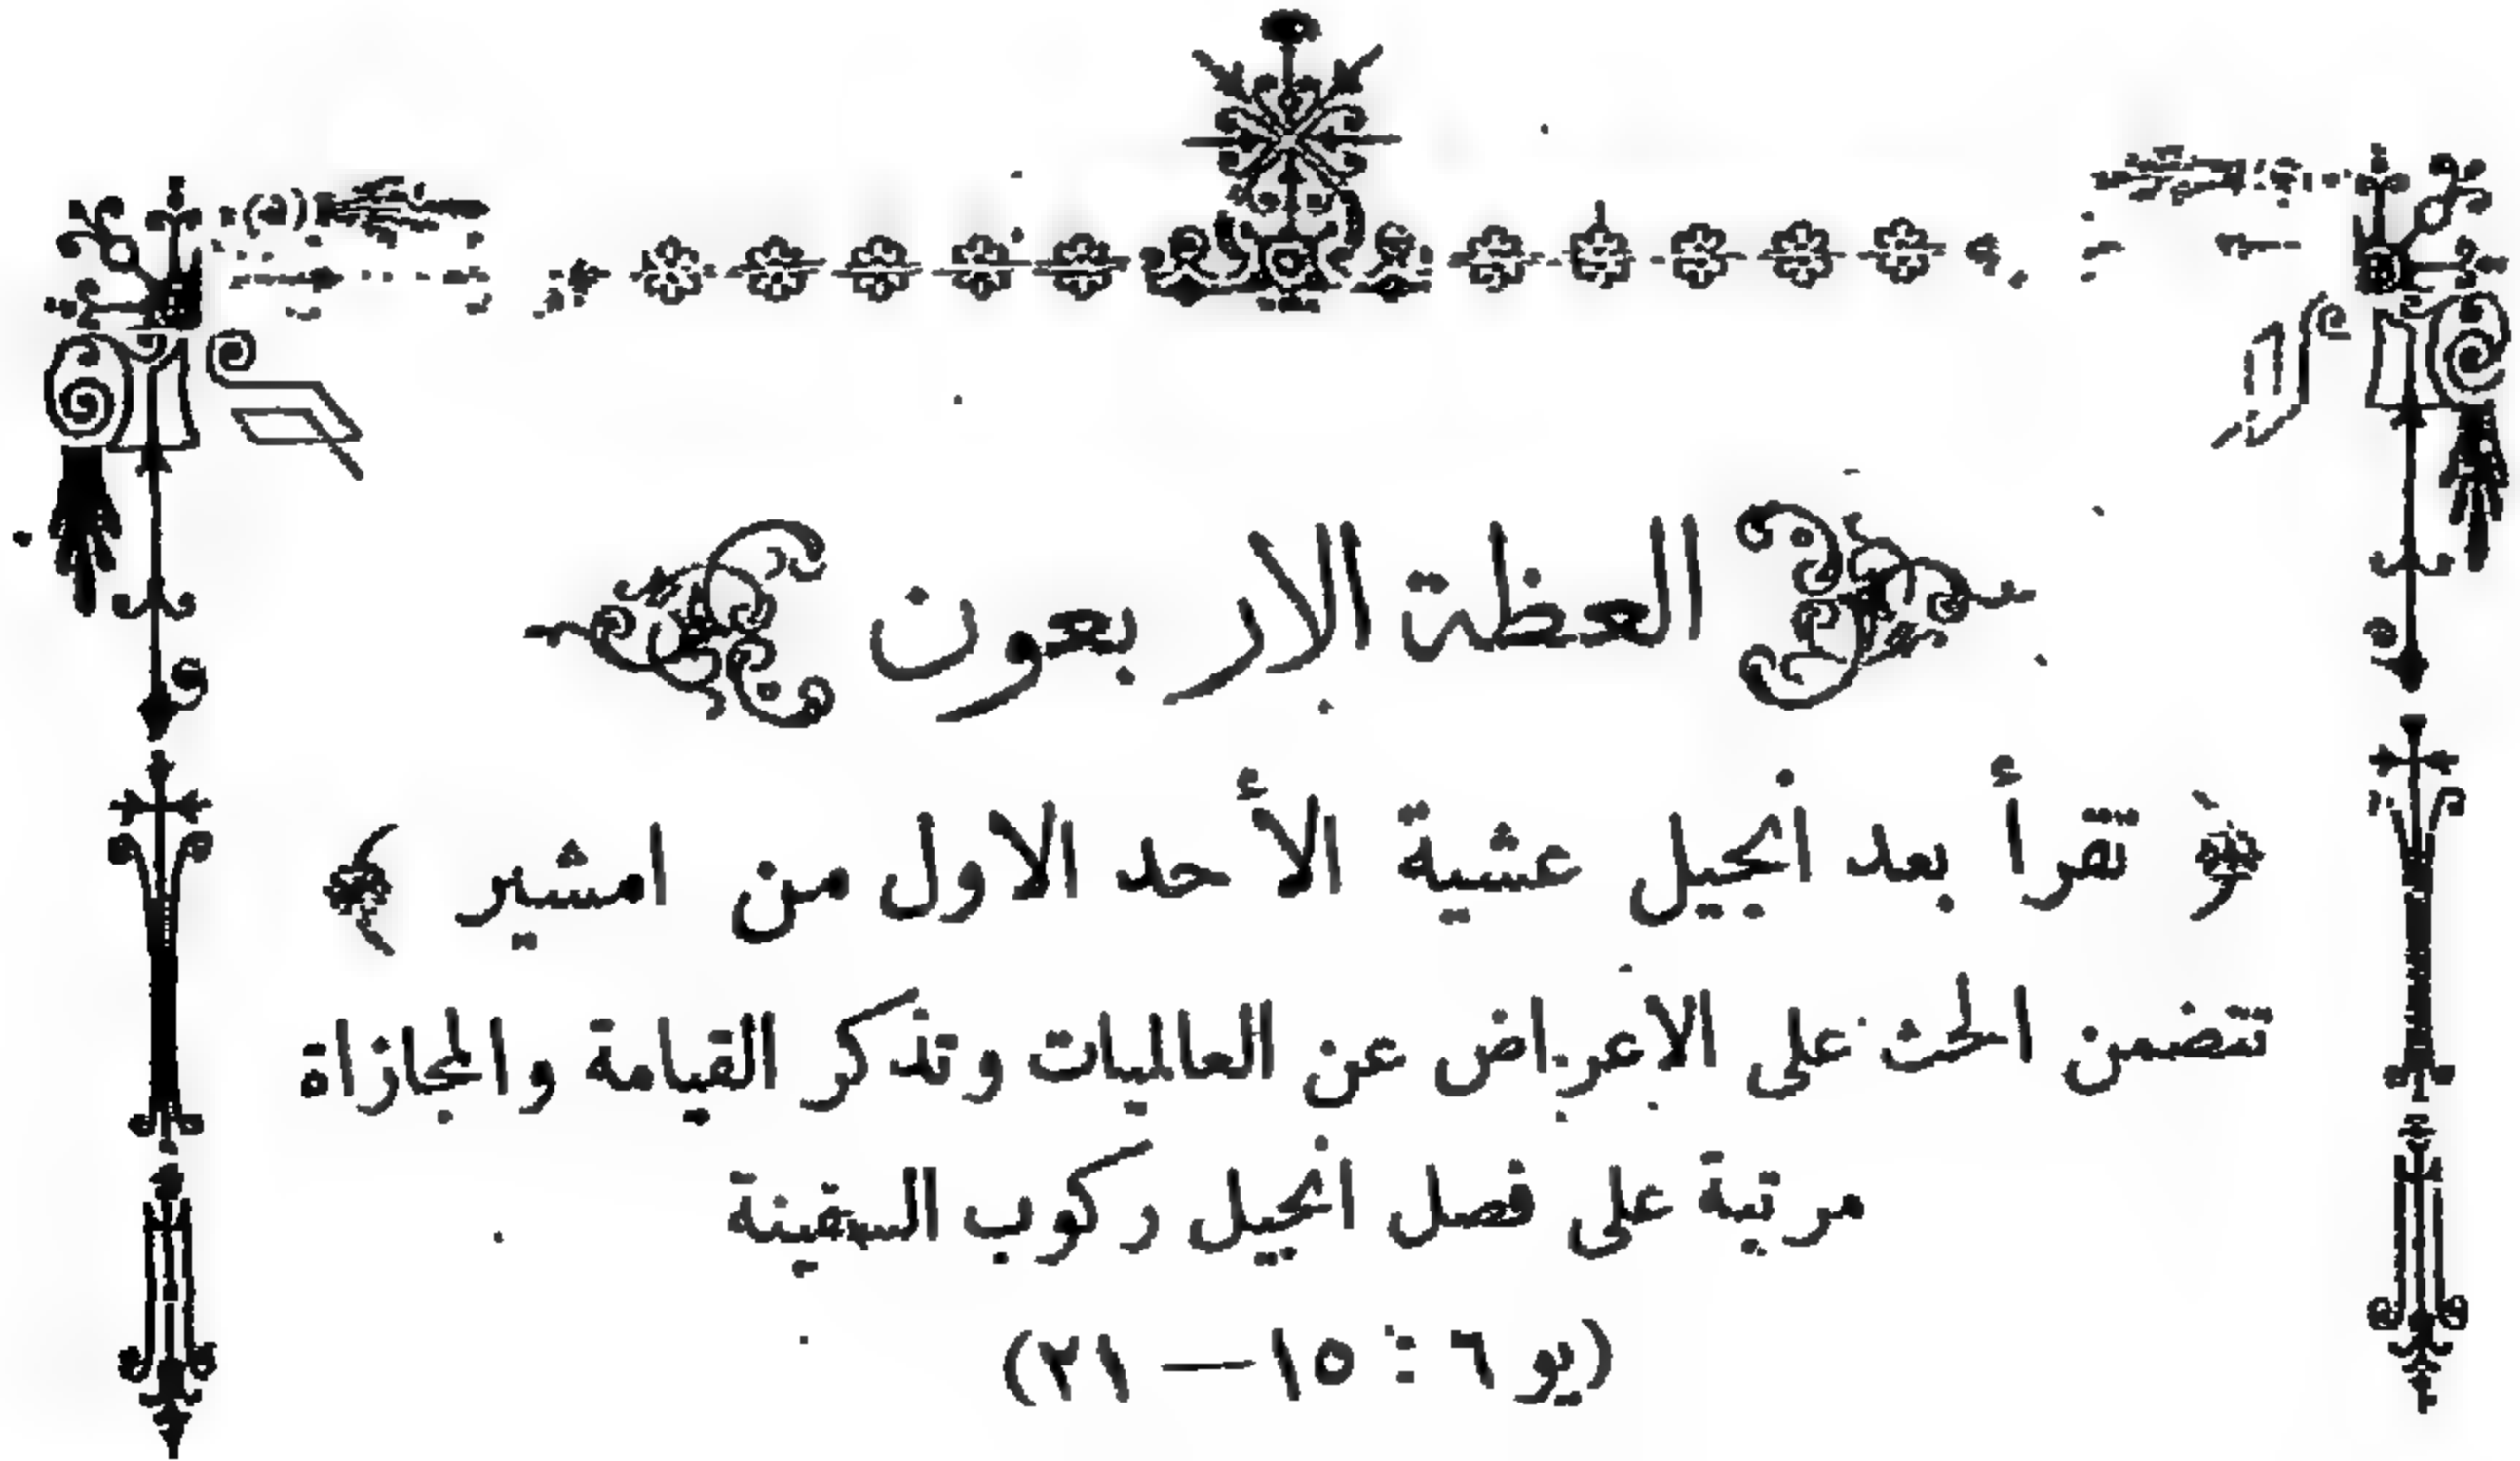 العظة الاربعون
﴿ تقرأ بعد انجيل عشية الأحد الاول من امشير ﴾
تتضمن الحث على الاعراض عن العالميات وتذكر القيامة والمجازاة
مرتبة على فصل انجيل ركوب السفينة
(يو ٦ : ١٥ — ٢١)